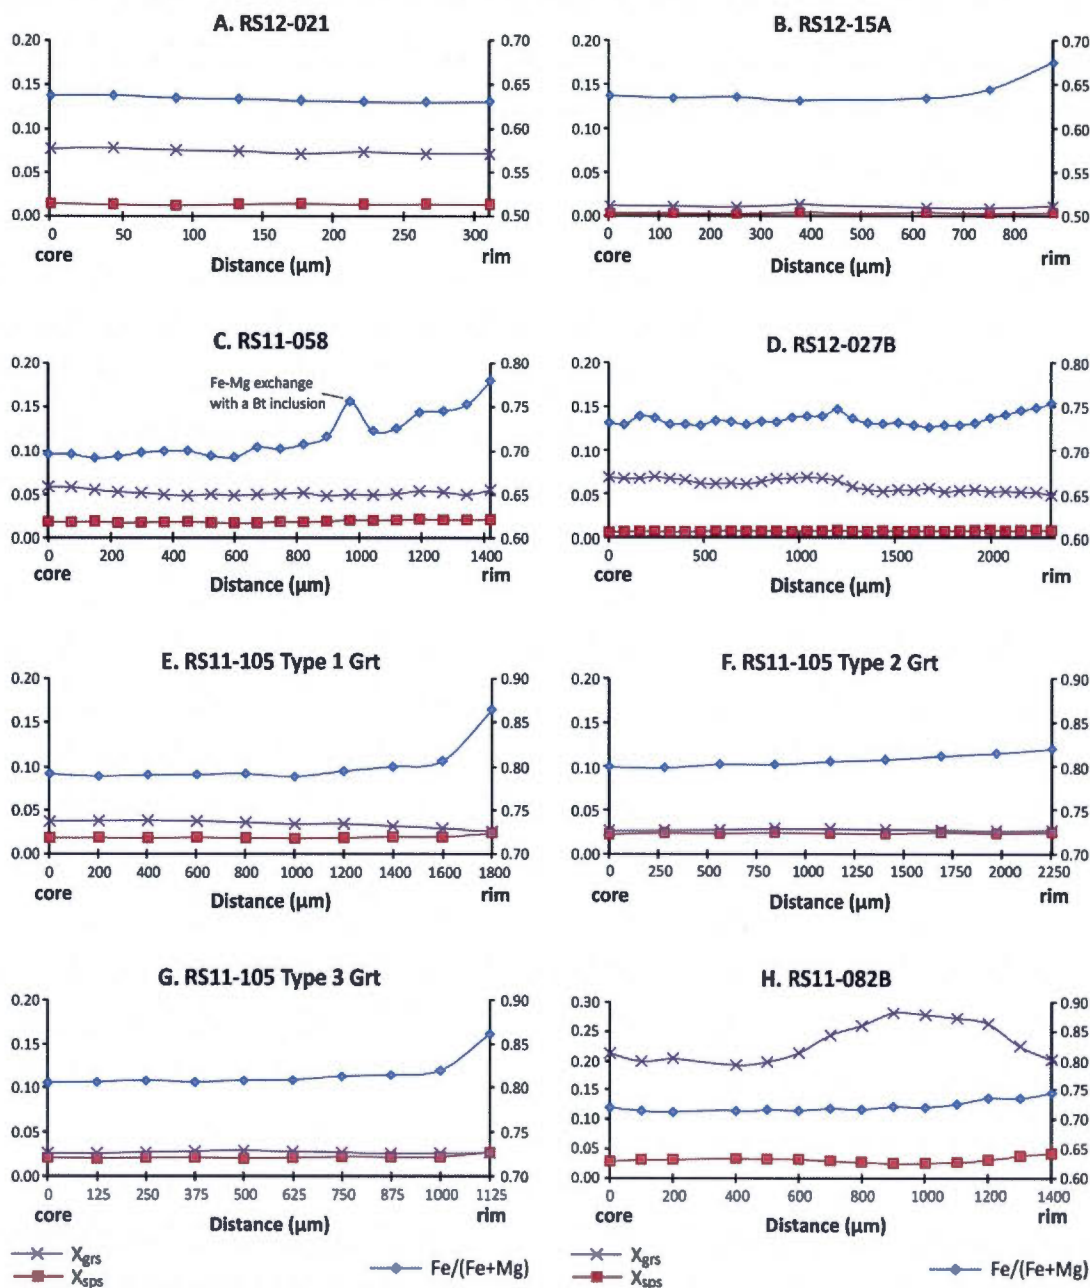 A. RS12-021
0.20 0.70
0.15 0.65
0.10 0.60
0.05 0.55
0.00 0.50
0 50 100 150 200 250 300
core Distance (µm) rim
B. RS12-15A
0.20 0.70
0.15 0.65
0.10 0.60
0.05 0.55
0.00 0.50
0 100 200 300 400 500 600 700 800
core Distance (µm) rim
C. RS11-058
0.20 0.80
Fe-Mg exchange
with a Bt inclusion
0.15 0.75
0.10 0.70
0.05 0.65
0.00 0.60
0 200 400 600 800 1000 1200 1400
core Distance (µm) rim
D. RS12-027B
0.20 0.80
0.15 0.75
0.10 0.70
0.05 0.65
0.00 0.60
0 500 1000 1500 2000
core Distance (µm) rim
E. RS11-105 Type 1 Grt
0.20 0.90
0.15 0.85
0.10 0.80
0.05 0.75
0.00 0.70
0 200 400 600 800 1000 1200 1400 1600 1800
core Distance (µm) rim
F. RS11-105 Type 2 Grt
0.20 0.90
0.15 0.85
0.10 0.80
0.05 0.75
0.00 0.70
0 250 500 750 1000 1250 1500 1750 2000 2250
core Distance (µm) rim
G. RS11-105 Type 3 Grt
0.20 0.90
0.15 0.85
0.10 0.80
0.05 0.75
0.00 0.70
0 125 250 375 500 625 750 875 1000 1125
core Distance (µm) rim
H. RS11-082B
0.30 0.90
0.25 0.85
0.20 0.80
0.15 0.75
0.10 0.70
0.05 0.65
0.00 0.60
0 200 400 600 800 1000 1200 1400
core Distance (µm) rim
Xgrs Fe/(Fe+Mg)
Xsps
Xgrs Fe/(Fe+Mg)
Xsps